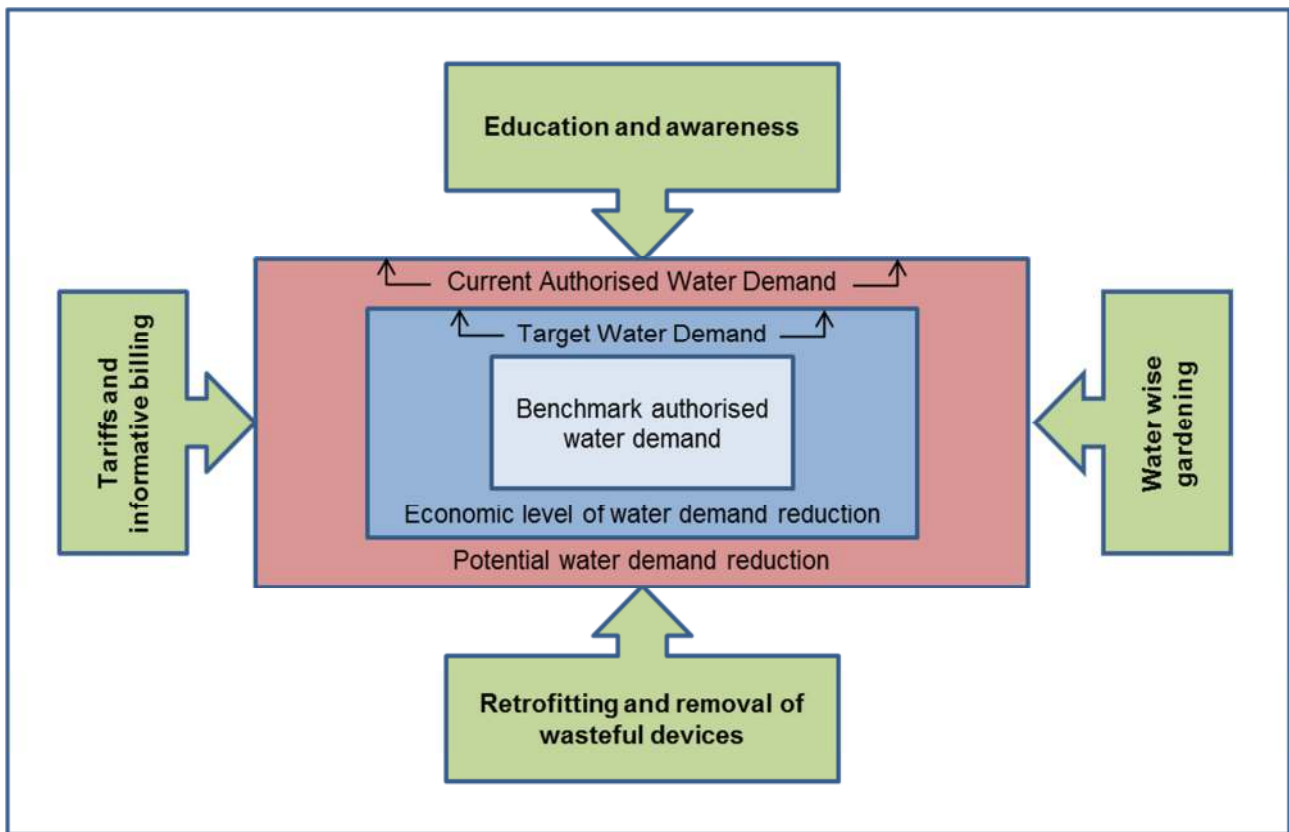 Education and awareness
Current Authorised Water Demand
Target Water Demand
Benchmark authorised
water demand
Economic level of water demand reduction
Potential water demand reduction
Tariffs and
informative billing
Water wise
gardening
Retrofitting and removal of
wasteful devices